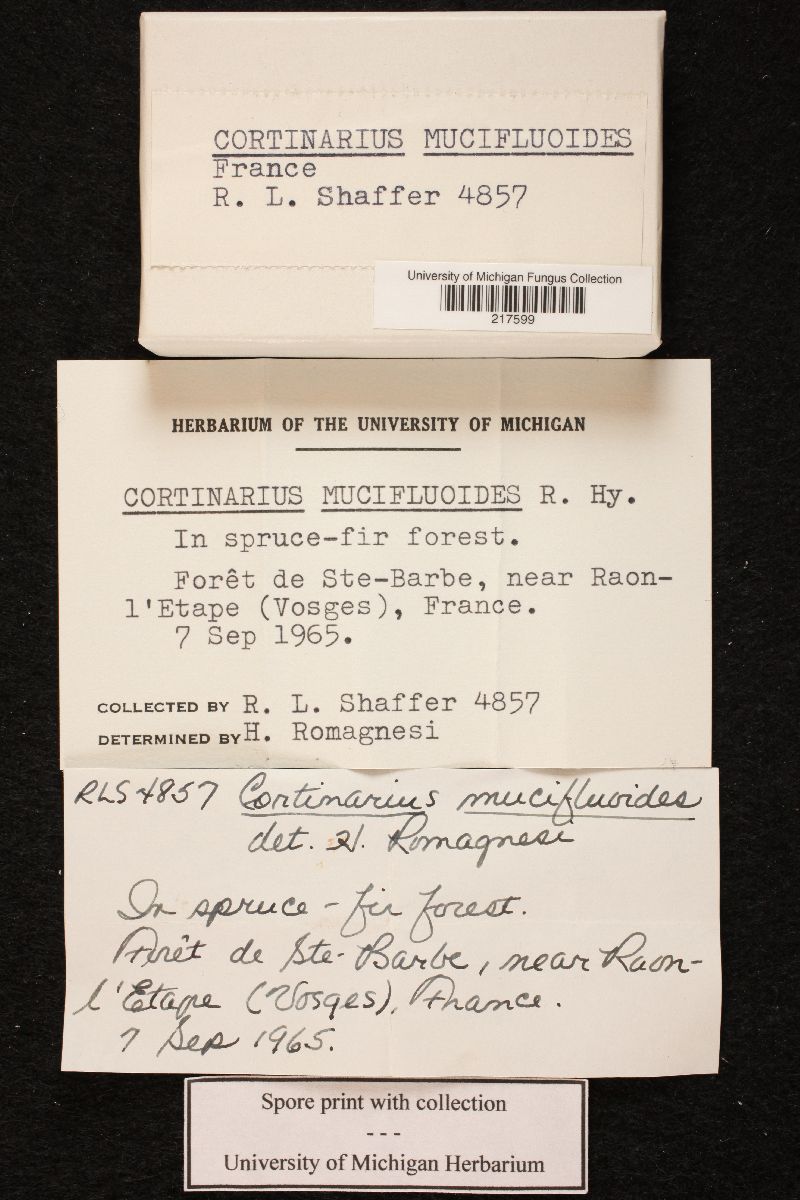 CORTINARIUS MUCIFLUOIDES
France
R. L. Shaffer 4857
University of Michigan Fungus Collection
217599
HERBARIUM OF THE UNIVERSITY OF MICHIGAN
CORTINARIUS MUCIFLUOIDES R. Hy.
In spruce-fir forest.
Forêt de Ste-Barbe, near Raon-
l'Etape (Vosges), France.
7 Sep 1965.
COLLECTED BY R. L. Shaffer 4857
DETERMINED BY H. Romagnesi
RLS 4857 Cortinarius mucifluoides
det. H. Romagnesi
In spruce-fir forest.
Forêt de Ste-Barbe, near Raon-
l'Etape (Vosges), France.
7 Sep 1965.
Spore print with collection
---
University of Michigan Herbarium